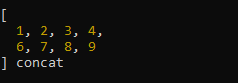 [
1, 2, 3, 4,
6, 7, 8, 9
] concat